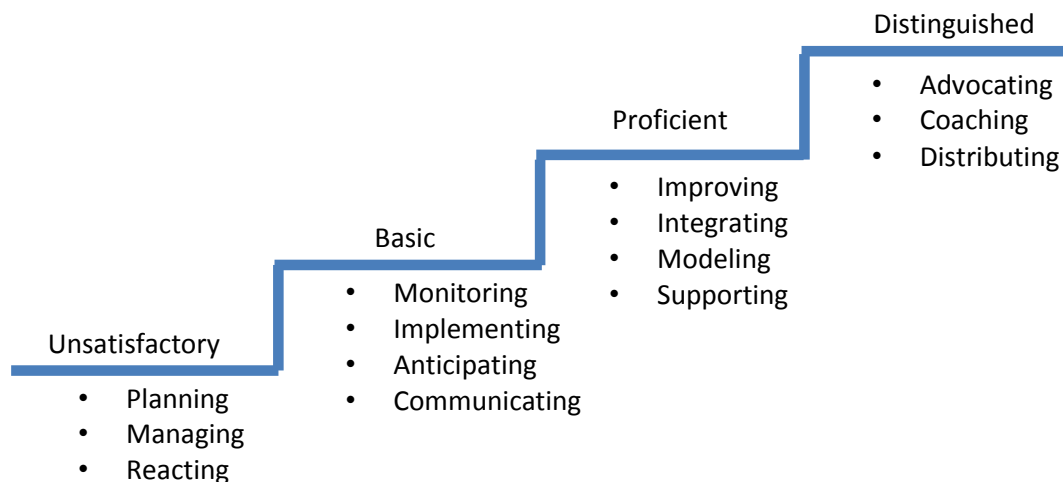 Distinguished
• Advocating
• Coaching
• Distributing
Proficient
• Improving
• Integrating
• Modeling
• Supporting
Basic
• Monitoring
• Implementing
• Anticipating
• Communicating
Unsatisfactory
• Planning
• Managing
• Reacting